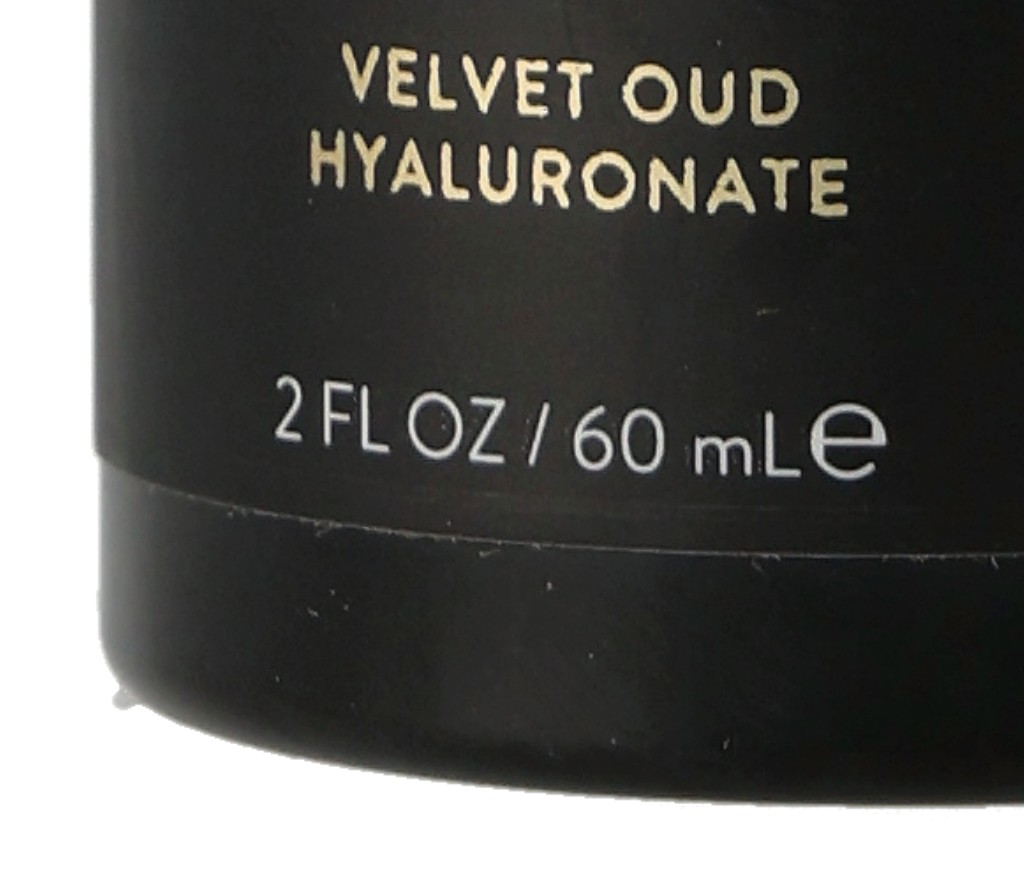 VELVET OUD
HYALURONATE
2 FL OZ / 60 mL℮